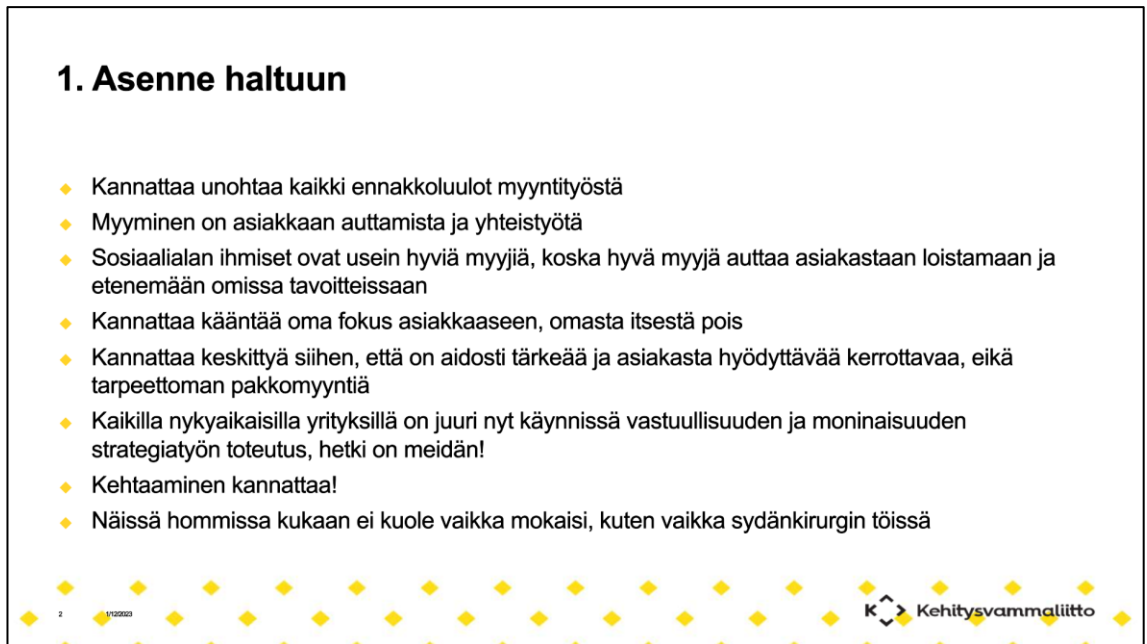 1. Asenne haltuun
Kannattaa unohtaa kaikki ennakkoluulot myyntityöstä
Myyminen on asiakkaan auttamista ja yhteistyötä
Sosiaalialan ihmiset ovat usein hyviä myyjiä, koska hyvä myyjä auttaa asiakastaan loistamaan ja
etenemään omissa tavoitteissaan
Kannattaa kääntää oma fokus asiakkaaseen, omasta itsestä pois
Kannattaa keskittyä siihen, että on aidosti tärkeää ja asiakasta hyödyttävää kerrottavaa, eikä
tarpeettoman pakkomyyntiä
Kaikilla nykyaikaisilla yrityksillä on juuri nyt käynnissä vastuullisuuden ja moninaisuuden
strategiatyön toteutus, hetki on meidän!
Kehtaaminen kannattaa!
Näissä hommissa kukaan ei kuole vaikka mokaisi, kuten vaikka sydänkirurgin töissä
2 1/12/2023
K Kehitysvammaliitto